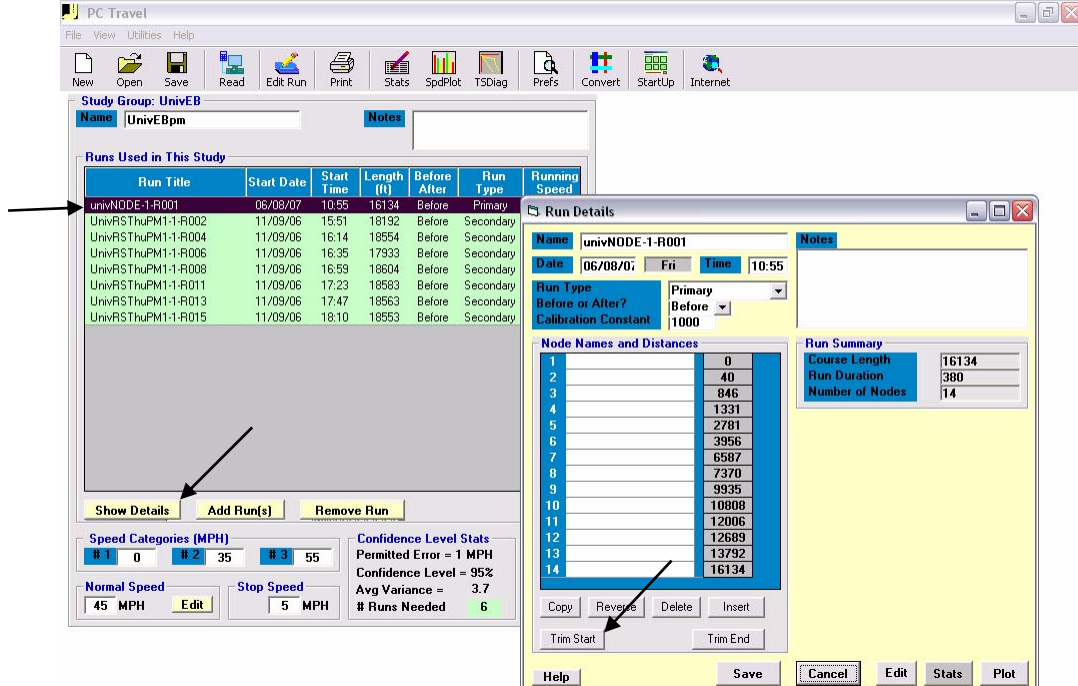 PC Travel
File View Utilities Help
New Open Save Read Edit Run Print Stats SpdPlot TSDiag Prefs Convert StartUp Internet
Study Group: UnivEB
Name UnivEBpm Notes
Runs Used in This Study
Run Title Start Date Start Time Length (ft) Before After Run Type Running Speed
univNODE-1-R001 06/08/07 10:55 16134 Before Primary
UnivRSThuPM1-1-R002 11/09/06 15:51 18192 Before Secondary
UnivRSThuPM1-1-R004 11/09/06 16:14 18554 Before Secondary
UnivRSThuPM1-1-R006 11/09/06 16:35 17933 Before Secondary
UnivRSThuPM1-1-R008 11/09/06 16:59 18604 Before Secondary
UnivRSThuPM1-1-R011 11/09/06 17:23 18583 Before Secondary
UnivRSThuPM1-1-R013 11/09/06 17:47 18563 Before Secondary
UnivRSThuPM1-1-R015 11/09/06 18:10 18553 Before Secondary
Show Details Add Run(s) Remove Run
Speed Categories (MPH)
# 1 0 # 2 35 # 3 55
Normal Speed
45 MPH Edit
Stop Speed
5 MPH
Confidence Level Stats
Permitted Error = 1 MPH
Confidence Level = 95%
Avg Variance = 3.7
# Runs Needed 6
Run Details
Name univNODE-1-R001 Notes
Date 06/08/07 Fri Time 10:55
Run Type Primary
Before or After? Before
Calibration Constant 1000
Node Names and Distances
1 0
2 40
3 846
4 1331
5 2781
6 3956
7 6587
8 7370
9 9935
10 10808
11 12006
12 12689
13 13792
14 16134
Copy Reverse Delete Insert
Trim Start Trim End
Run Summary
Course Length 16134
Run Duration 380
Number of Nodes 14
Help Save Cancel Edit Stats Plot